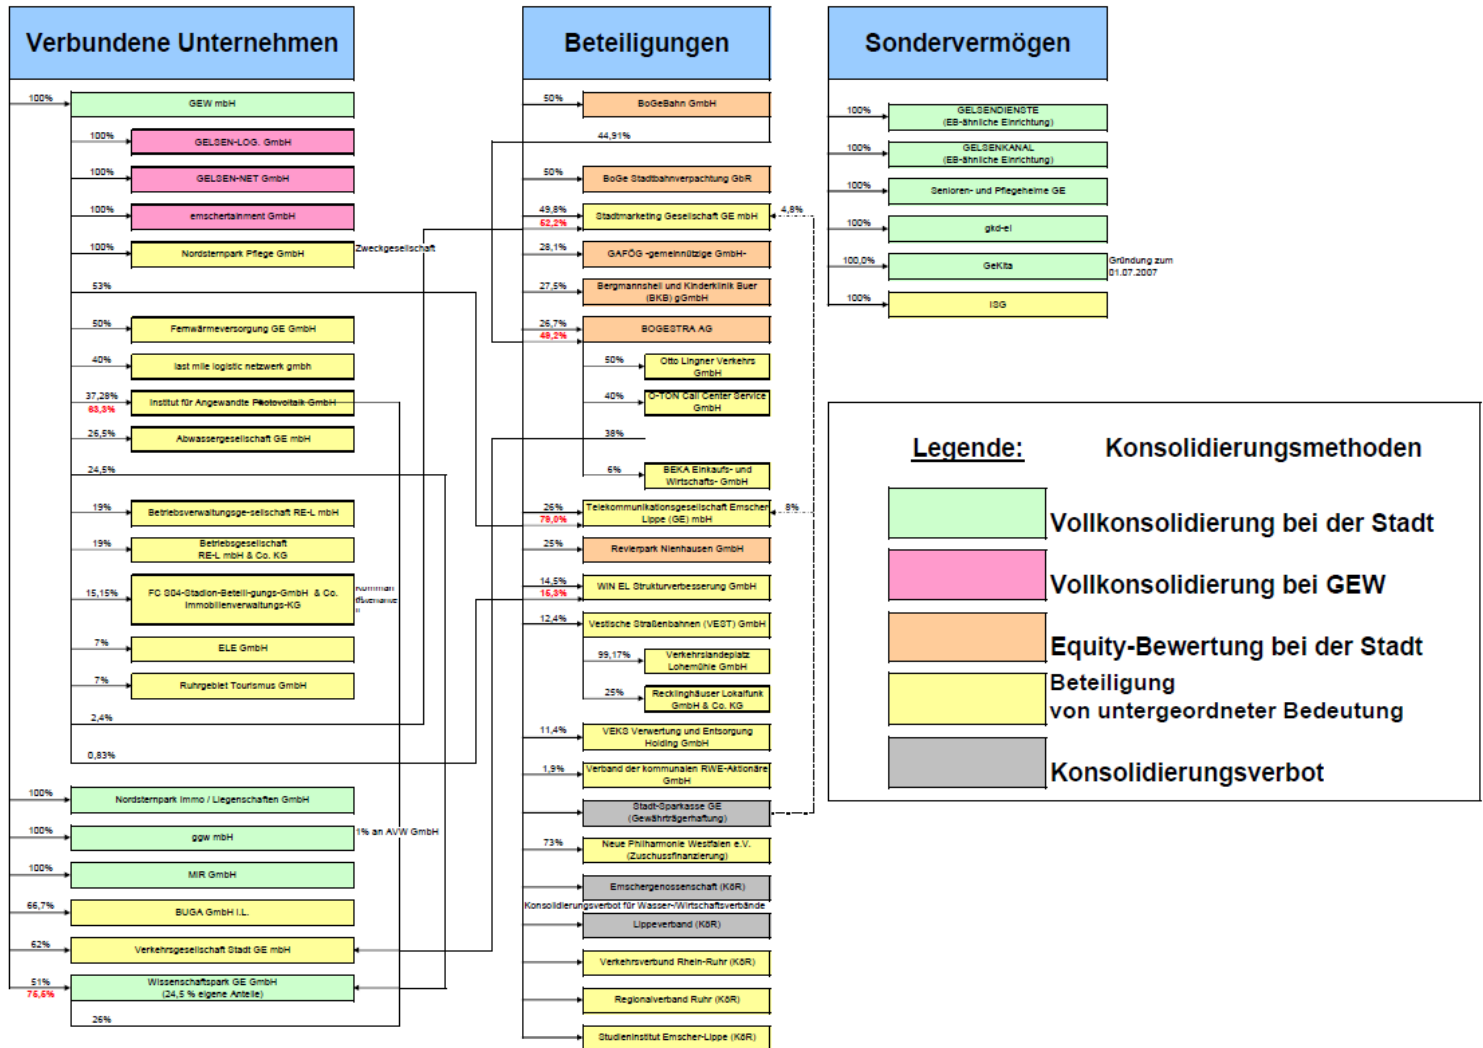 Verbundene Unternehmen
100%
GEW mbH
100%
GELSEN-LOG. GmbH
100%
GELSEN-NET GmbH
100%
emschertainment GmbH
100%
Nordsternpark Pflege GmbH
Zweckgesellschaft
53%
50%
Fernwärmeversorgung GE GmbH
40%
last mile logistic netzwerk gmbh
37,28%
63,3%
Institut für Angewandte Photovoltaik GmbH
26,5%
Abwassergesellschaft GE mbH
24,5%
19%
Betriebsverwaltungsge-sellschaft RE-L mbH
19%
Betriebsgesellschaft
RE-L mbH & Co. KG
15,15%
FC S04-Stadion-Beteili-gungs-GmbH & Co.
Immobilienverwaltungs-KG
7%
ELE GmbH
7%
Ruhrgebiet Tourismus GmbH
2,4%
0,83%
100%
Nordsternpark Immo / Liegenschaften GmbH
100%
ggw mbH
1% an AVW GmbH
100%
MIR GmbH
66,7%
BUGA GmbH i.L.
62%
Verkehrsgesellschaft Stadt GE mbH
51%
75,5%
Wissenschaftspark GE GmbH
(24,5 % eigene Anteile)
26%
Beteiligungen
50%
BoGeBahn GmbH
44,91%
50%
BoGe Stadtbahnverpachtung GbR
49,8%
52,2%
Stadtmarketing Gesellschaft GE mbH
4,8%
28,1%
GAFÖG -gemeinnützige GmbH-
27,5%
Bergmannsheil und Kinderklinik Buer
(BKB) gGmbH
26,7%
49,2%
BOGESTRA AG
50%
Otto Lingner Verkehrs
GmbH
40%
O-TON Call Center Service
GmbH
38%
6%
BEKA Einkaufs- und
Wirtschafts- GmbH
26%
79,0%
Telekommunikationsgesellschaft Emscher
Lippe (GE) mbH
8%
25%
Revierpark Nienhausen GmbH
14,5%
15,3%
WIN EL Strukturverbesserung GmbH
12,4%
Vestische Straßenbahnen (VEST) GmbH
99,17%
Verkehrslandeplatz
Lohemühle GmbH
25%
Recklinghäuser Lokalfunk
GmbH & Co. KG
11,4%
VEKS Verwertung und Entsorgung
Holding GmbH
1,9%
Verband der kommunalen RWE-Aktionäre
GmbH
Stadt-Sparkasse GE
(Gewährträgerhaftung)
73%
Neue Philharmonie Westfalen e.V.
(Zuschussfinanzierung)
Emschergenossenschaft (KöR)
Konsolidierungsverbot für Wasser-/Wirtschaftsverbände
Lippeverband (KöR)
Verkehrsverbund Rhein-Ruhr (KöR)
Regionalverband Ruhr (KöR)
Studieninstitut Emscher-Lippe (KöR)
Sondervermögen
100%
GELSENDIENSTE
(EB-ähnliche Einrichtung)
100%
GELSENKANAL
(EB-ähnliche Einrichtung)
100%
Senioren- und Pflegeheime GE
100%
gkd-el
100,0%
GeKita
Gründung zum
01.07.2007
100%
ISG
Legende: Konsolidierungsmethoden
Vollkonsolidierung bei der Stadt
Vollkonsolidierung bei GEW
Equity-Bewertung bei der Stadt
Beteiligung
von untergeordneter Bedeutung
Konsolidierungsverbot